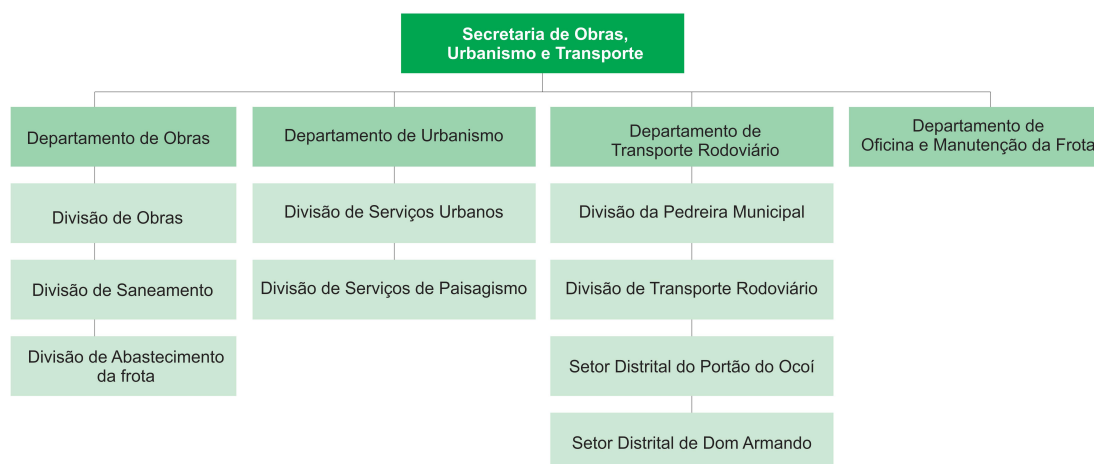 Secretaria de Obras,
Urbanismo e Transporte
Departamento de Obras
Departamento de Urbanismo
Departamento de
Transporte Rodoviário
Departamento de
Oficina e Manutenção da Frota
Divisão de Obras
Divisão de Serviços Urbanos
Divisão da Pedreira Municipal
Divisão de Saneamento
Divisão de Serviços de Paisagismo
Divisão de Transporte Rodoviário
Divisão de Abastecimento
da frota
Setor Distrital do Portão do Ocoí
Setor Distrital de Dom Armando